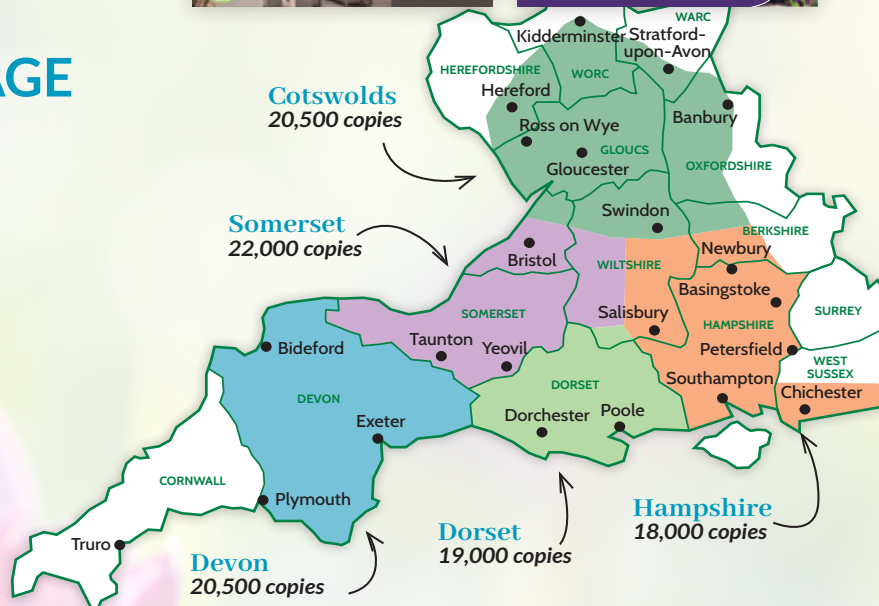 WARC
Kidderminster
Stratford-
upon-Avon
AGE
HEREFORDSHIRE
WORC
Hereford
Cotswolds
20,500 copies
Banbury
Ross on Wye
GLOUCS
Gloucester
OXFORDSHIRE
Swindon
Somerset
22,000 copies
BERKSHIRE
Newbury
Bristol
WILTSHIRE
Basingstoke
SURREY
SOMERSET
Salisbury
HAMPSHIRE
Taunton
Yeovil
Bideford
Petersfield
WEST
SUSSEX
Southampton
Chichester
DEVON
DORSET
Dorchester
Poole
Exeter
CORNWALL
Plymouth
Hampshire
18,000 copies
Truro
Dorset
19,000 copies
Devon
20,500 copies